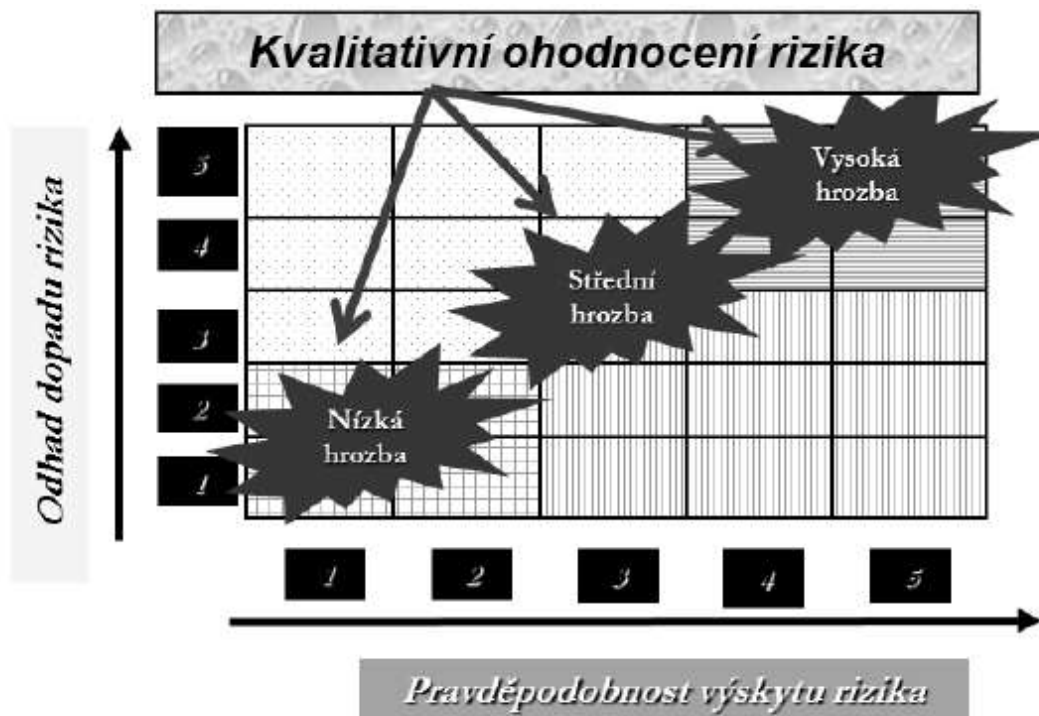 Kvalitativní ohodnocení rizika
Odhad dopadu rizika
5
4
3
2
1
Vysoká
hrozba
Střední
hrozba
Nízká
hrozba
1
2
3
4
5
Pravděpodobnost výskytu rizika